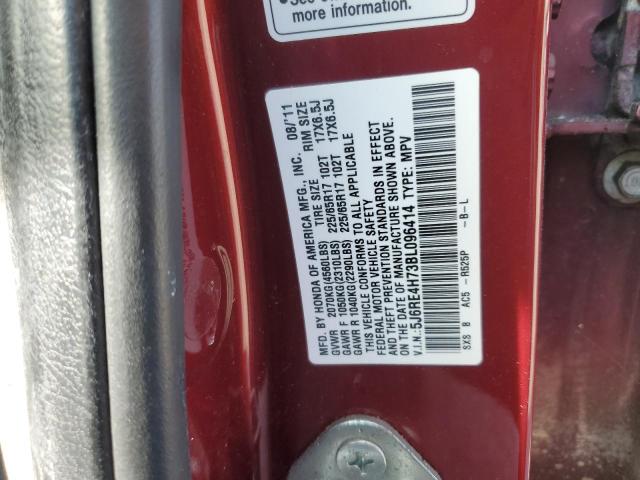 See
more information.
MFD. BY HONDA OF AMERICA MFG., INC. 08/'11
GVWR 2070KG(4560LBS) TIRE SIZE RIM SIZE
GAWR F 1050KG(2310LBS) 225/65R17 102T 17X6.5J
GAWR R 1040KG(2290LBS) 225/65R17 102T 17X6.5J
THIS VEHICLE CONFORMS TO ALL APPLICABLE
FEDERAL MOTOR VEHICLE SAFETY
AND THEFT PREVENTION STANDARDS IN EFFECT
ON THE DATE OF MANUFACTURE SHOWN ABOVE.
V.I.N.:5J6RE4H73BL096414 TYPE: MPV
SXS B AC5 - R525P - B-L